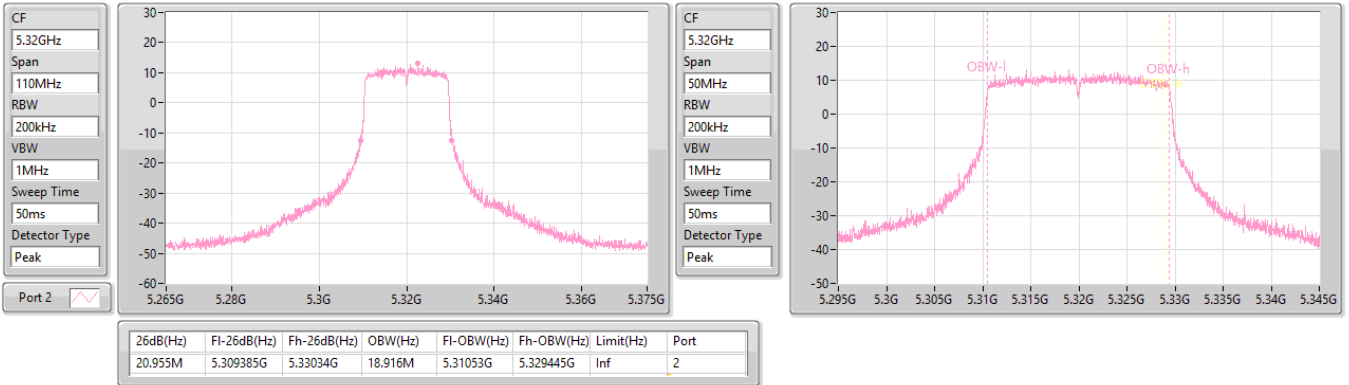 CF
5.32GHz
Span
110MHz
RBW
200kHz
VBW
1MHz
Sweep Time
50ms
Detector Type
Peak
Port 2
30
20
10
0
-10
-20
-30
-40
-50
-60
5.265G 5.28G 5.3G 5.32G 5.34G 5.36G 5.375G
CF
5.32GHz
Span
50MHz
RBW
200kHz
VBW
1MHz
Sweep Time
50ms
Detector Type
Peak
30
20
10
0
-10
-20
-30
-40
-50
OBW-l OBW-h
5.295G 5.3G 5.305G 5.31G 5.315G 5.32G 5.325G 5.33G 5.335G 5.34G 5.345G
26dB(Hz) Fl-26dB(Hz) Fh-26dB(Hz) OBW(Hz) Fl-OBW(Hz) Fh-OBW(Hz) Limit(Hz) Port
20.955M 5.309385G 5.33034G 18.916M 5.31053G 5.329445G Inf 2